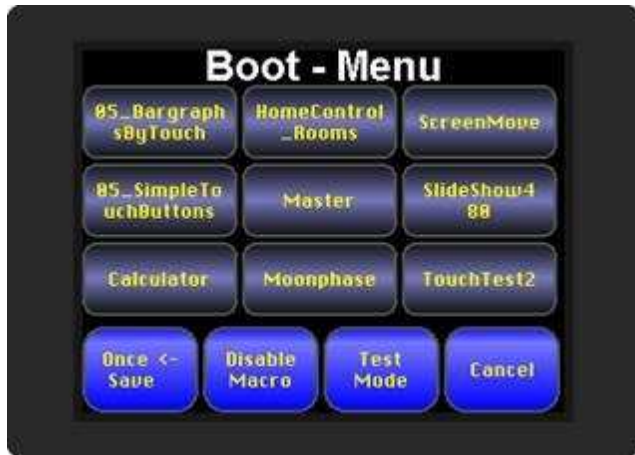 Boot - Menu
05_Bargraph
sByTouch
HomeControl
_Rooms
ScreenMove
05_SimpleTo
uchButtons
Master
SlideShow4
80
Calculator
Moonphase
TouchTest2
Once <-
Save
Disable
Macro
Test
Mode
Cancel